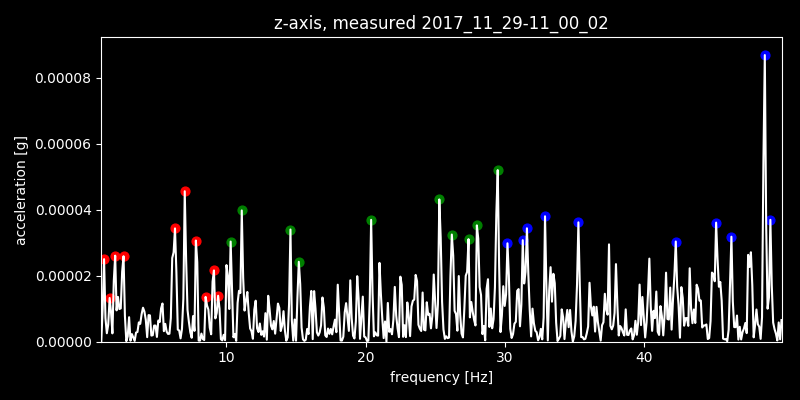 z-axis, measured 2017_11_29-11_00_02
acceleration [g]
0.00008
0.00006
0.00004
0.00002
0.00000
10 20 30 40
frequency [Hz]